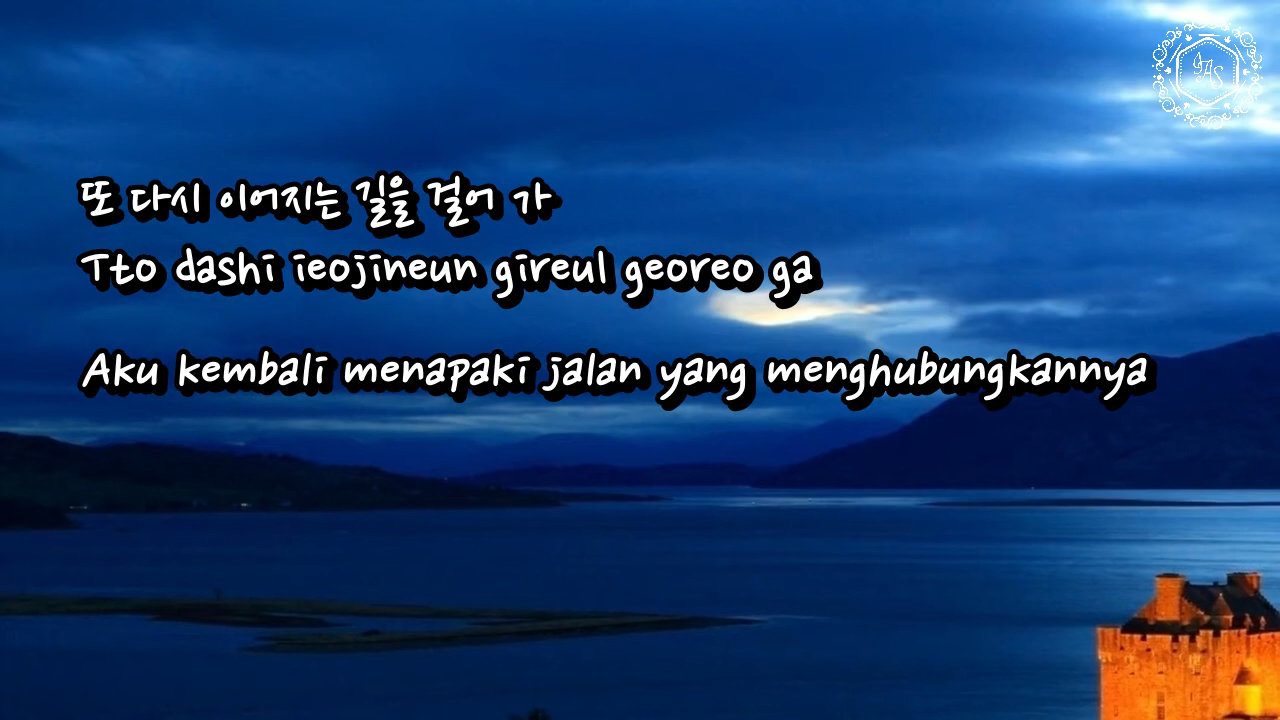 JAS
또 다시 이어지는 길을 걸어 가
Tto dashi ieojineun gireul georeo ga
Aku kembali menapaki jalan yang menghubungkannya